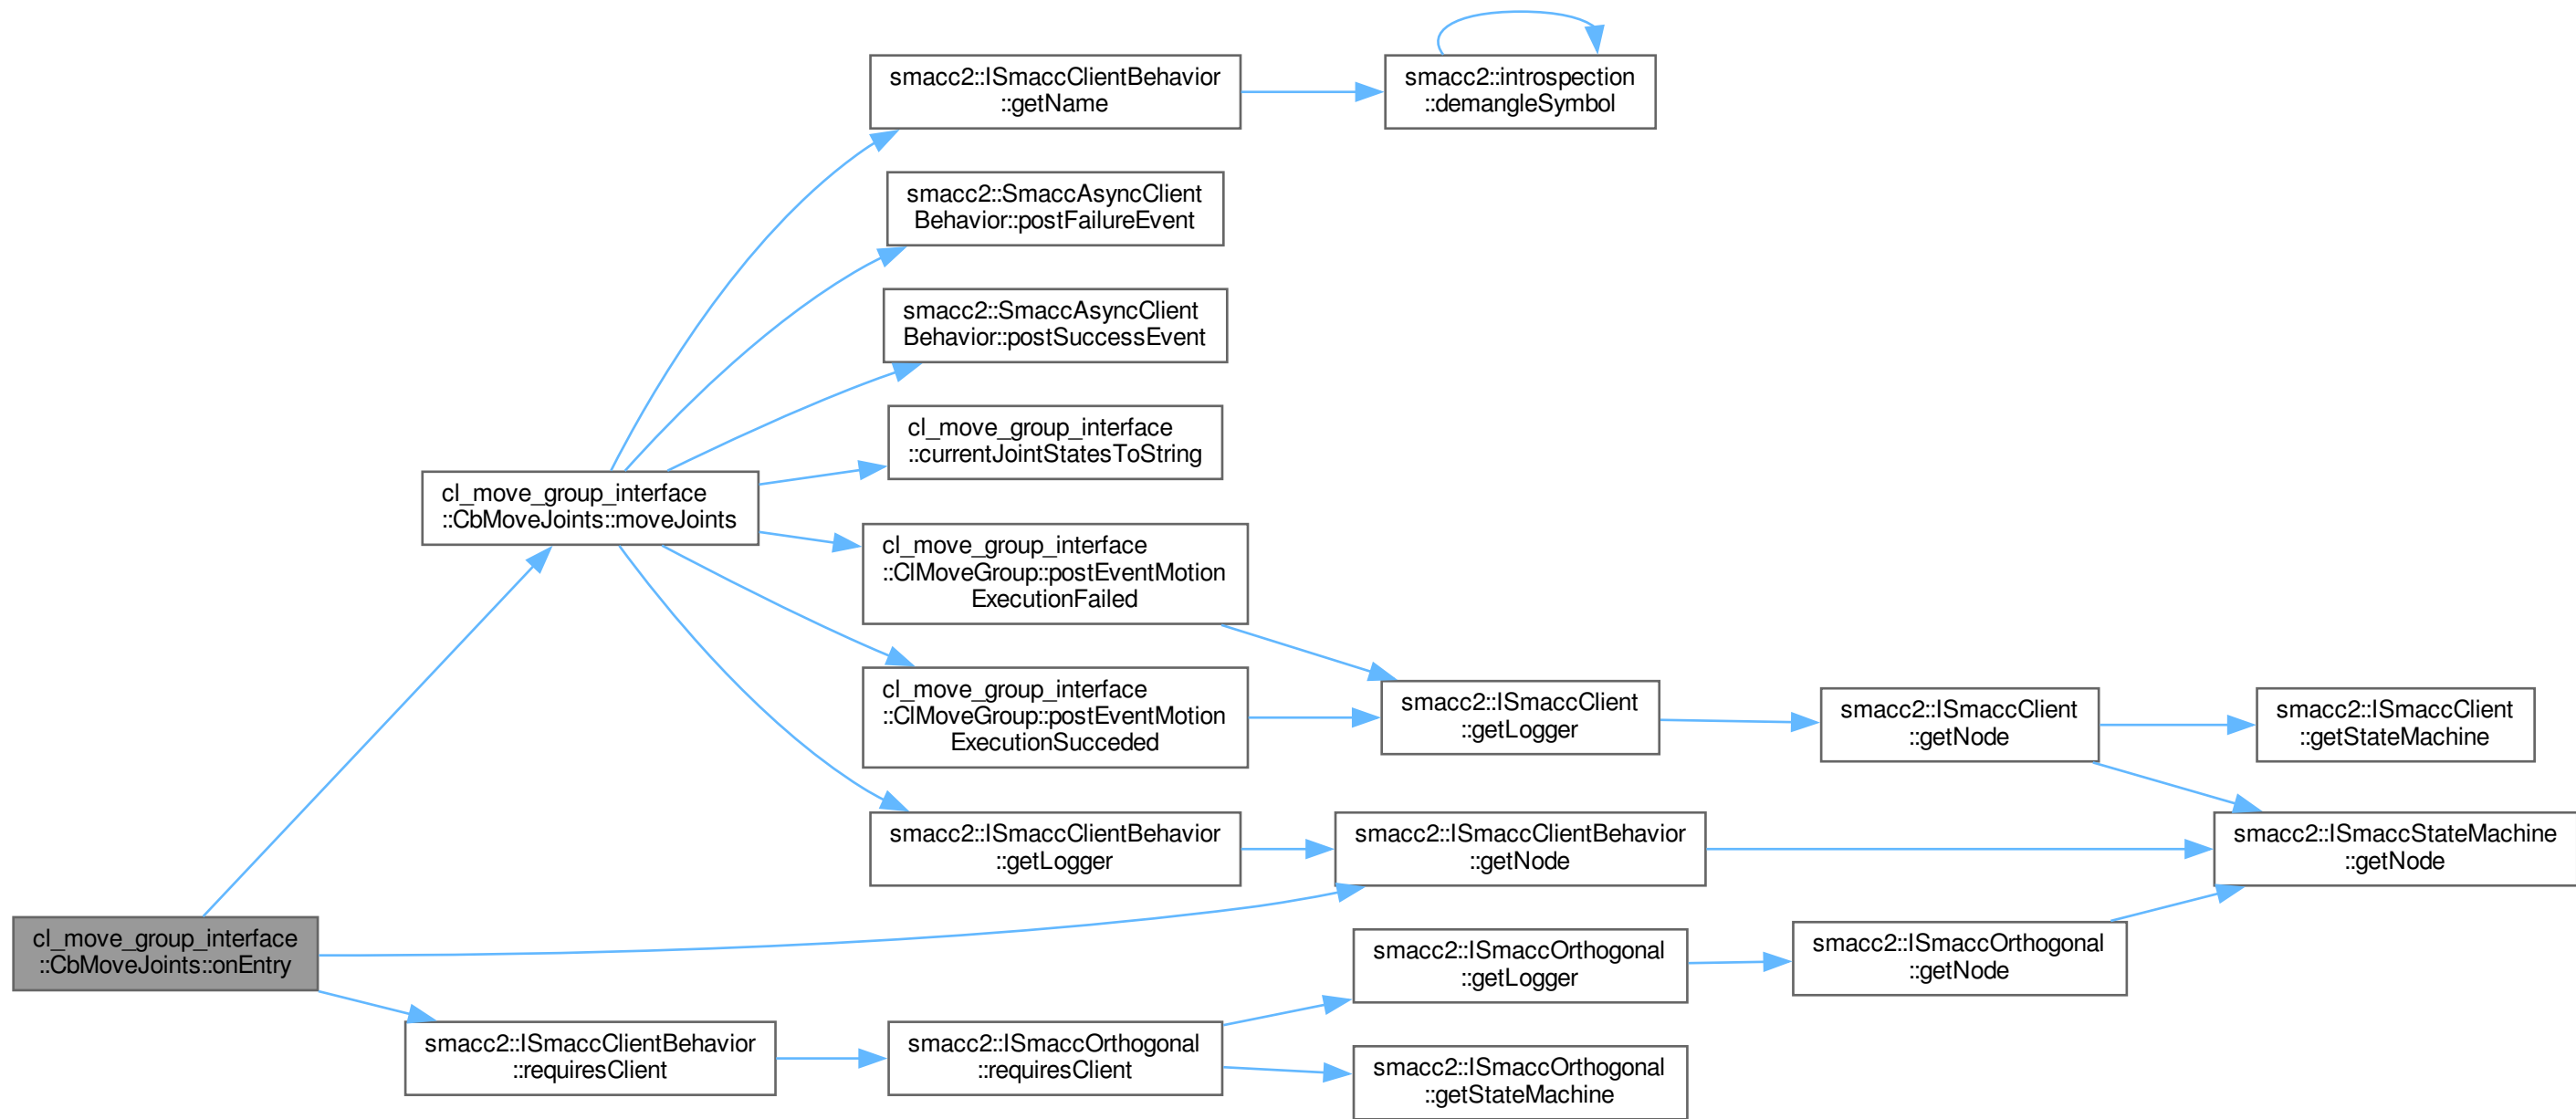 smacc2::ISmaccClientBehavior
::getName
smacc2::introspection
::demangleSymbol
smacc2::SmaccAsyncClient
Behavior::postFailureEvent
smacc2::SmaccAsyncClient
Behavior::postSuccessEvent
cl_move_group_interface
::currentJointStatesToString
cl_move_group_interface
::CbMoveJoints::moveJoints
cl_move_group_interface
::ClMoveGroup::postEventMotion
ExecutionFailed
cl_move_group_interface
::ClMoveGroup::postEventMotion
ExecutionSucceded
smacc2::ISmaccClient
::getLogger
smacc2::ISmaccClient
::getNode
smacc2::ISmaccClient
::getStateMachine
smacc2::ISmaccClientBehavior
::getLogger
smacc2::ISmaccClientBehavior
::getNode
smacc2::ISmaccStateMachine
::getNode
cl_move_group_interface
::CbMoveJoints::onEntry
smacc2::ISmaccOrthogonal
::getLogger
smacc2::ISmaccOrthogonal
::getNode
smacc2::ISmaccClientBehavior
::requiresClient
smacc2::ISmaccOrthogonal
::requiresClient
smacc2::ISmaccOrthogonal
::getStateMachine